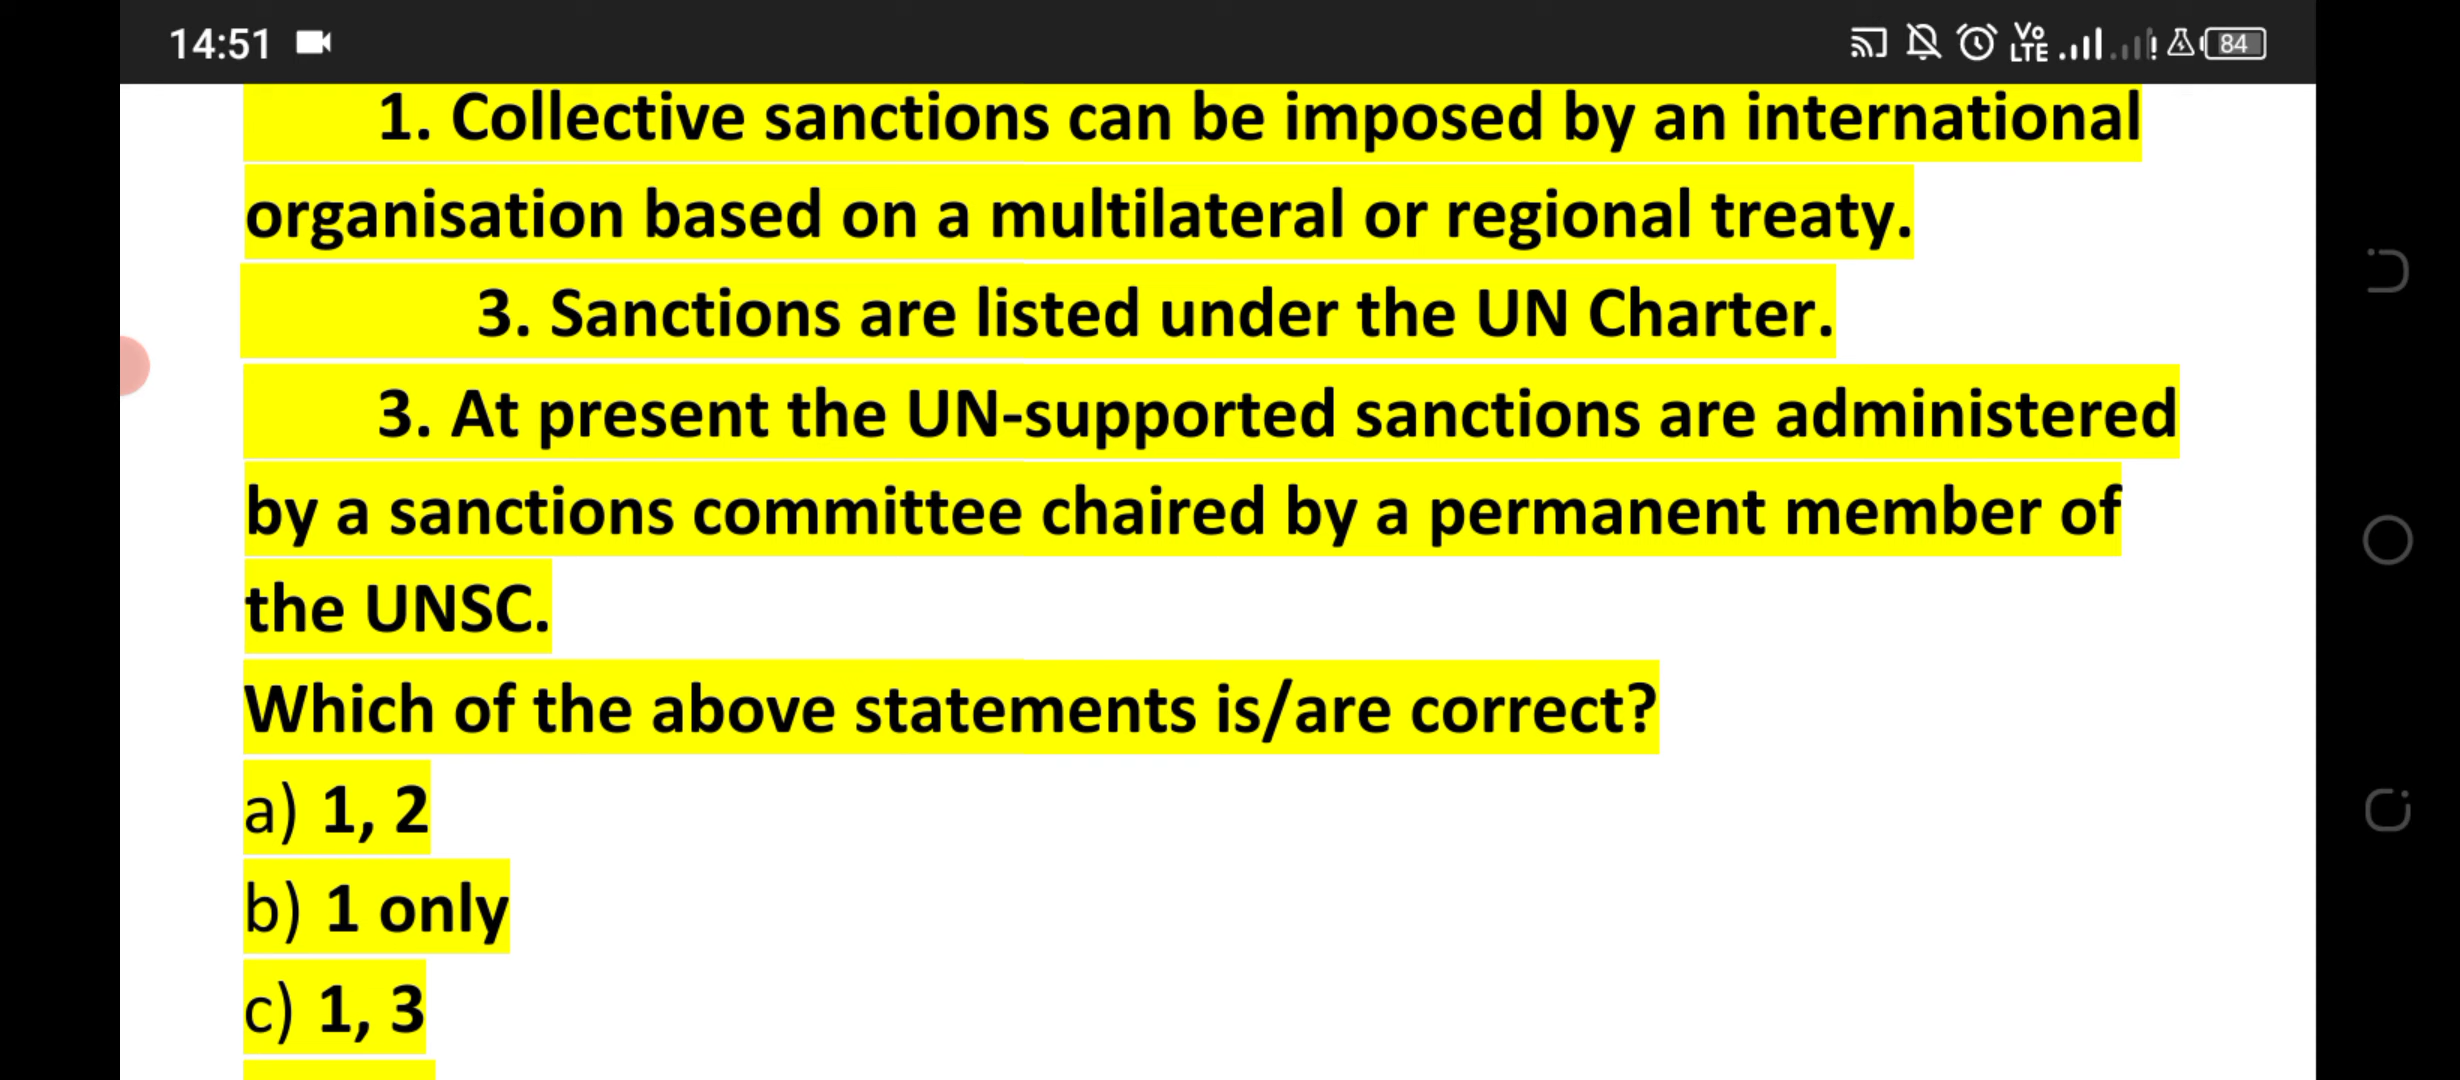 14:51
Vo
LTE
84
1. Collective sanctions can be imposed by an international
organisation based on a multilateral or regional treaty.
3. Sanctions are listed under the UN Charter.
3. At present the UN-supported sanctions are administered
by a sanctions committee chaired by a permanent member of
the UNSC.
Which of the above statements is/are correct?
a) 1, 2
b) 1 only
c) 1, 3